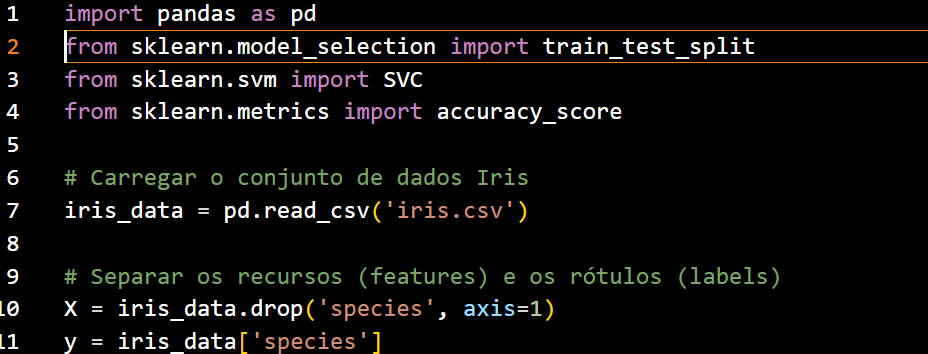 1 import pandas as pd
2 from sklearn.model_selection import train_test_split
3 from sklearn.svm import SVC
4 from sklearn.metrics import accuracy_score
5
6 # Carregar o conjunto de dados Iris
7 iris_data = pd.read_csv('iris.csv')
8
9 # Separar os recursos (features) e os rótulos (labels)
10 X = iris_data.drop('species', axis=1)
11 y = iris_data['species']